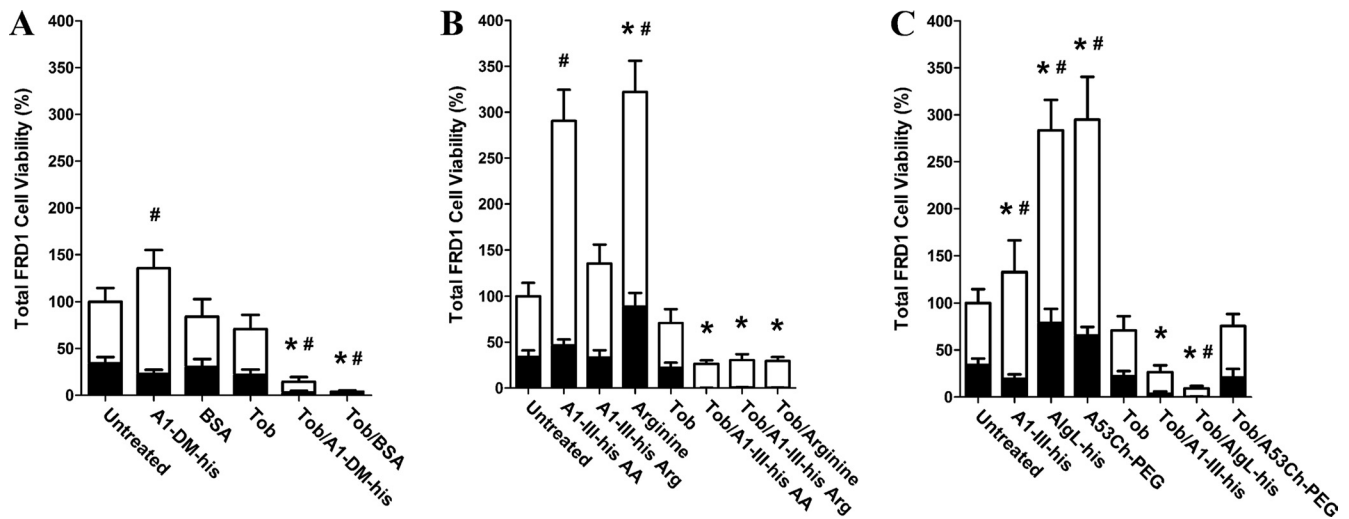 A
Total FRD1 Cell Viability (%)
400
350
300
250
200
150
100
50
0
#
* #
* #
Untreated
A1-DM-his
BSA
Tob
Tob/A1-DM-his
Tob/BSA
B
Total FRD1 Cell Viability (%)
400
350
300
250
200
150
100
50
0
#
* #
*
*
*
Untreated
A1-III-his AA
A1-III-his Arg
Arginine
Tob
Tob/A1-III-his AA
Tob/A1-III-his Arg
Tob/Arginine
C
Total FRD1 Cell Viability (%)
400
350
300
250
200
150
100
50
0
* #
* #
* #
*
* #
Untreated
A1-III-his
AlgL-his
A53Ch-PEG
Tob
Tob/A1-III-his
Tob/AlgL-his
Tob/A53Ch-PEG